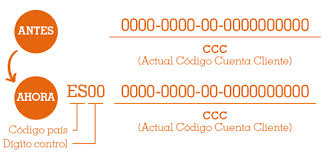 ANTES
0000-0000-00-0000000000
CCC
(Actual Código Cuenta Cliente)
AHORA
ES00 0000-0000-00-0000000000
CCC
(Actual Código Cuenta Cliente)
Código país
Dígito control